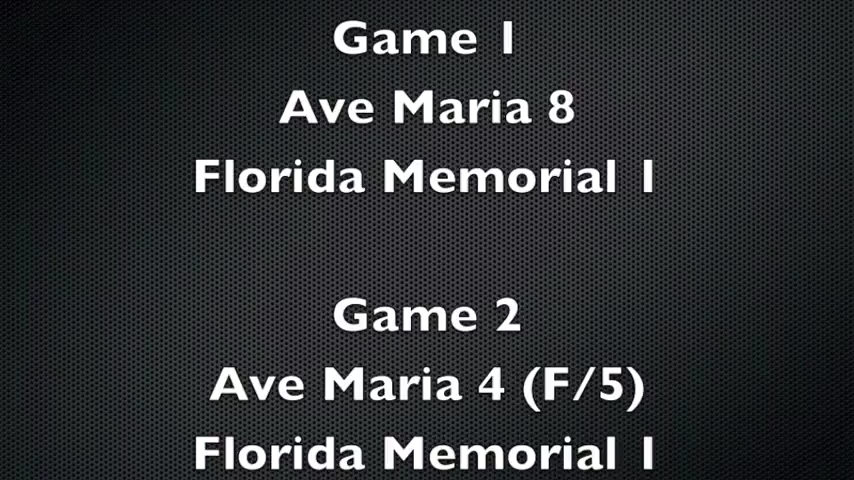 Game 1
Ave Maria 8
Florida Memorial 1
Game 2
Ave Maria 4 (F/5)
Florida Memorial 1